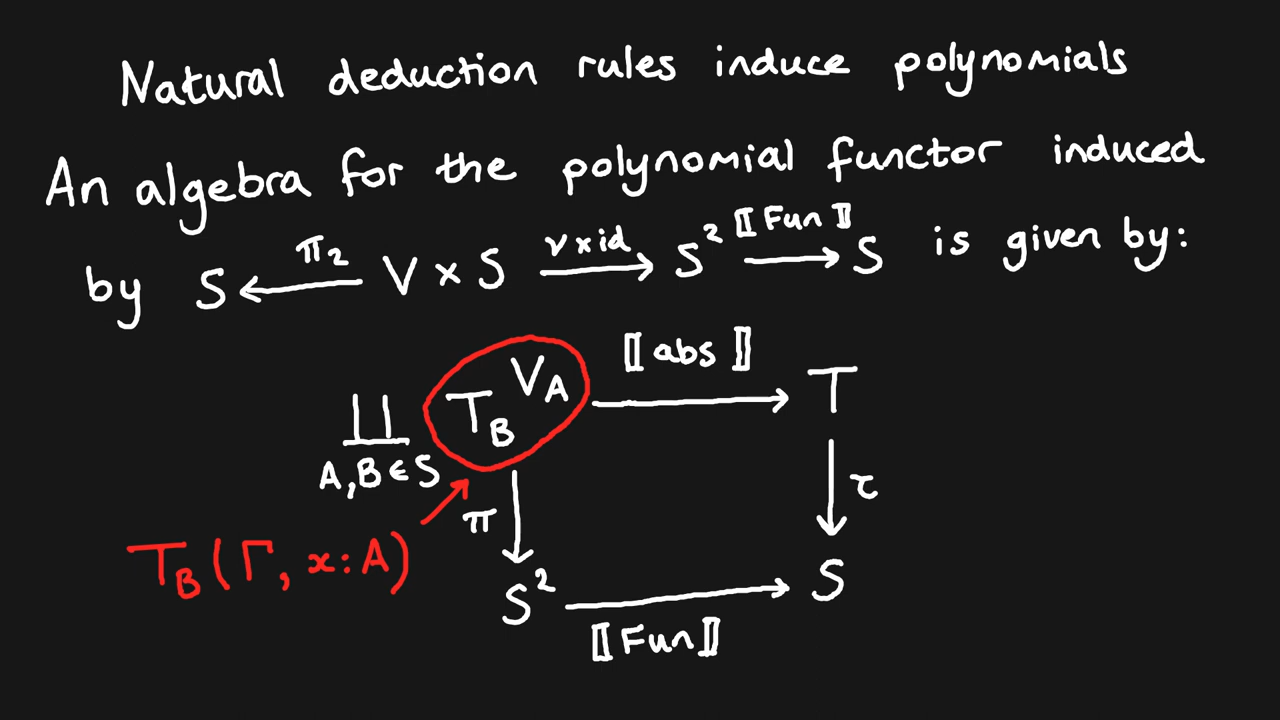 Natural deduction rules induce polynomials
An algebra for the polynomial functor induced
by S ←π₂ V × S →ν×id S² →⟦Fun⟧ S is given by:
∐ A,B∈S T_B^V_A →⟦abs⟧ T
π τ
T_B(Γ, x:A)
S² →⟦Fun⟧ S